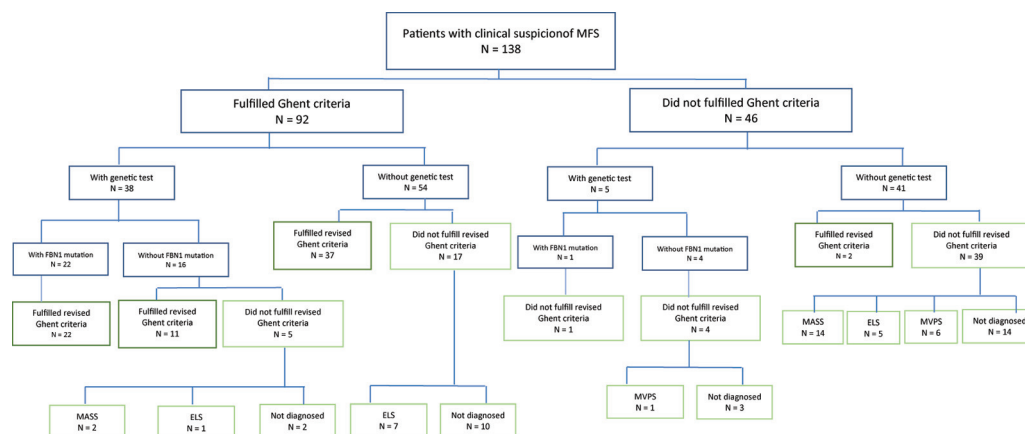 Patients with clinical suspicionof MFS
N = 138
Fulfilled Ghent criteria
N = 92
Did not fulfilled Ghent criteria
N = 46
With genetic test
N = 38
Without genetic test
N = 54
With genetic test
N = 5
Without genetic test
N = 41
With FBN1 mutation
N = 22
Without FBN1 mutation
N = 16
Fulfilled revised
Ghent criteria
N = 37
Did not fulfill revised
Ghent criteria
N = 17
With FBN1 mutation
N = 1
Without FBN1 mutation
N = 4
Fulfilled revised
Ghent criteria
N = 2
Did not fulfill revised
Ghent criteria
N = 39
Fulfilled revised
Ghent criteria
N = 22
Fulfilled revised
Ghent criteria
N = 11
Did not fulfill revised
Ghent criteria
N = 5
Did not fulfill revised
Ghent criteria
N = 1
Did not fulfill revised
Ghent criteria
N = 4
MASS
N = 14
ELS
N = 5
MVPS
N = 6
Not diagnosed
N = 14
MASS
N = 2
ELS
N = 1
Not diagnosed
N = 2
ELS
N = 7
Not diagnosed
N = 10
MVPS
N = 1
Not diagnosed
N = 3